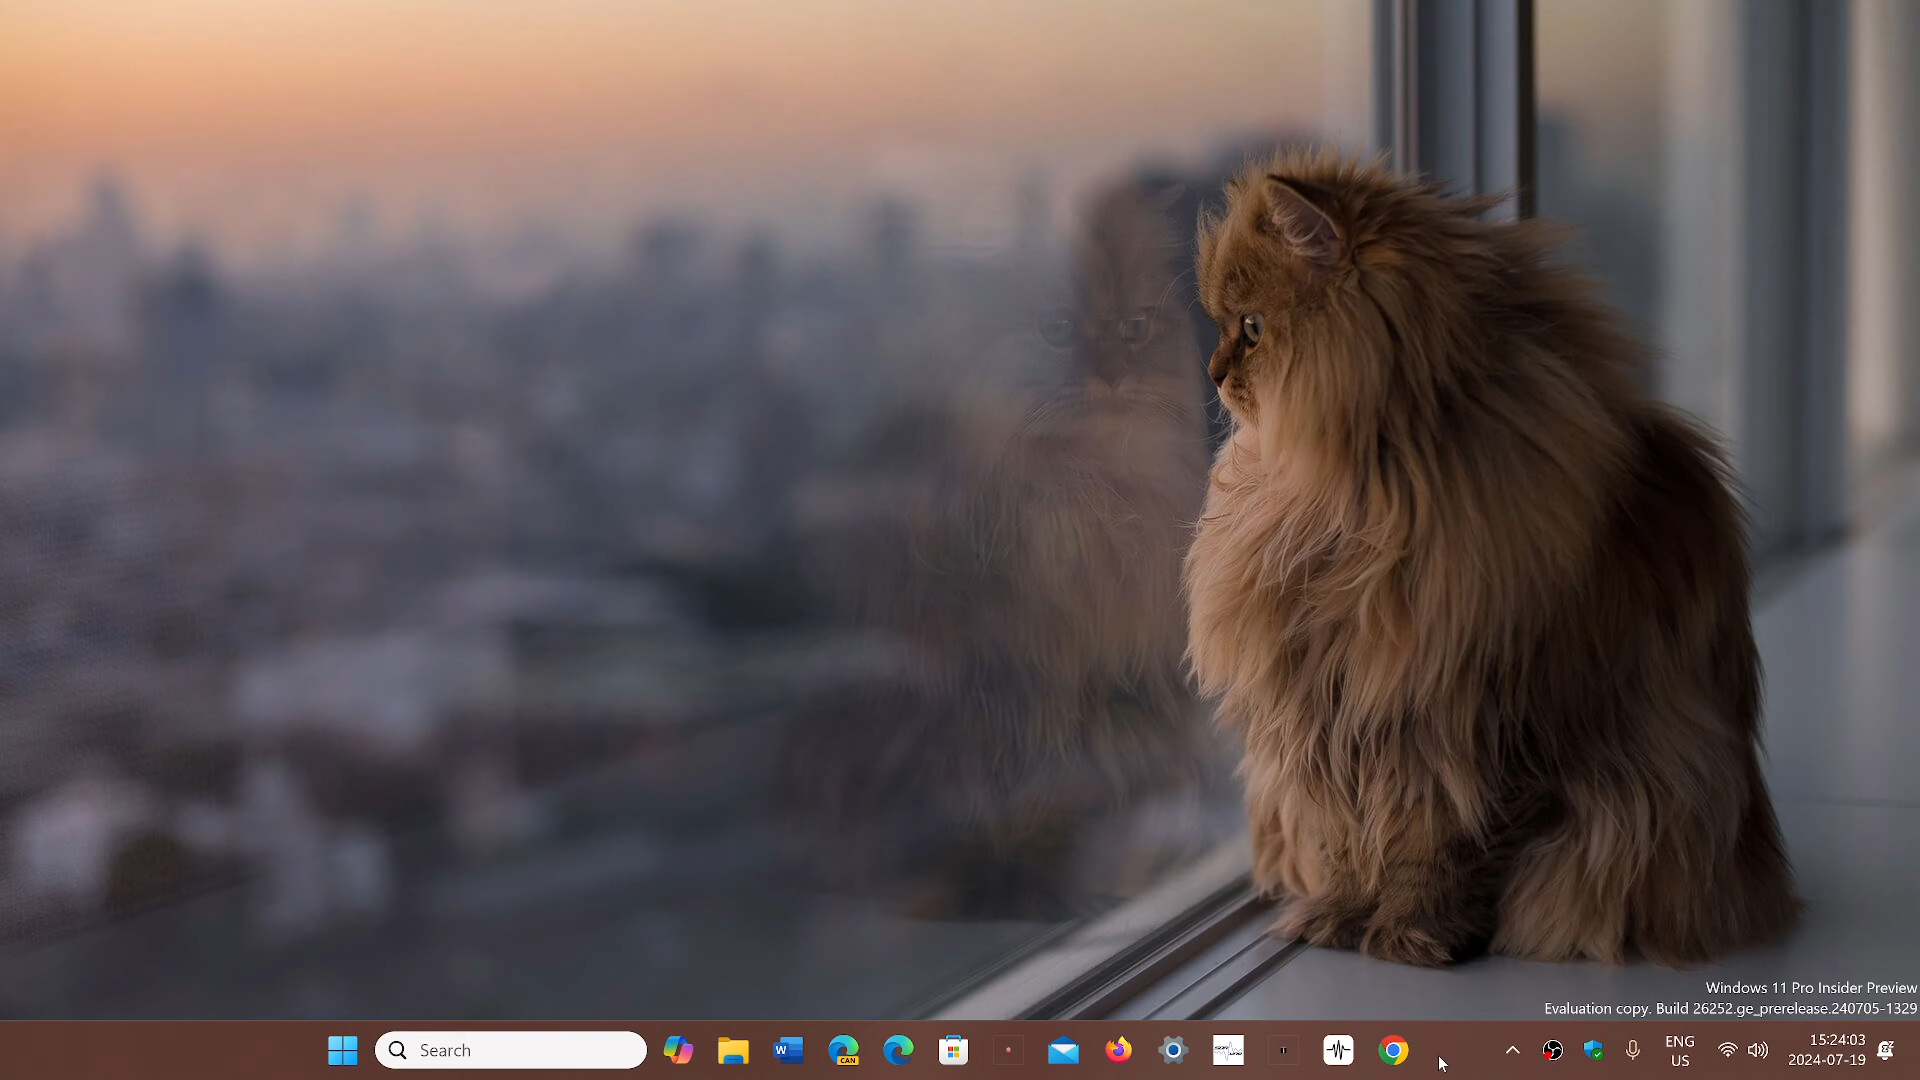 Windows 11 Pro Insider Preview
Evaluation copy. Build 26252.ge_prerelease.240705-1329
Search
W
CAN
ENG
US
15:24:03
2024-07-19